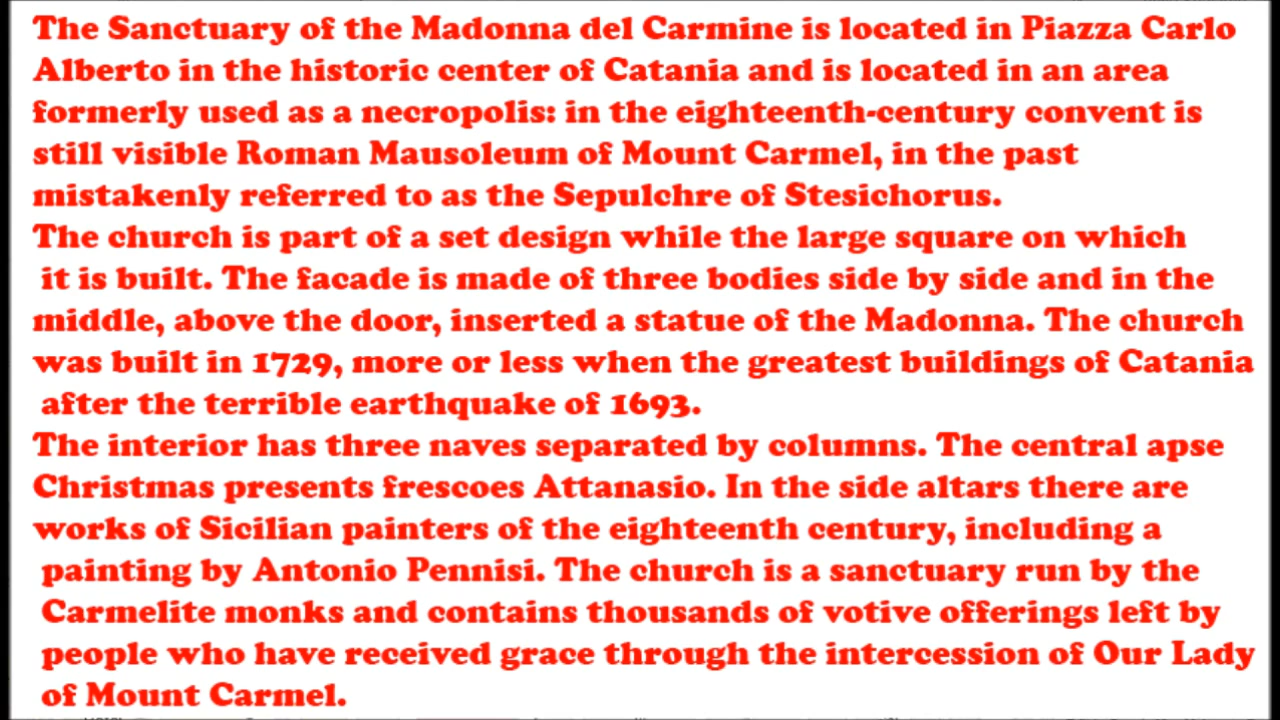 The Sanctuary of the Madonna del Carmine is located in Piazza Carlo
Alberto in the historic center of Catania and is located in an area
formerly used as a necropolis: in the eighteenth-century convent is
still visible Roman Mausoleum of Mount Carmel, in the past
mistakenly referred to as the Sepulchre of Stesichorus.
The church is part of a set design while the large square on which
it is built. The facade is made of three bodies side by side and in the
middle, above the door, inserted a statue of the Madonna. The church
was built in 1729, more or less when the greatest buildings of Catania
after the terrible earthquake of 1693.
The interior has three naves separated by columns. The central apse
Christmas presents frescoes Attanasio. In the side altars there are
works of Sicilian painters of the eighteenth century, including a
painting by Antonio Pennisi. The church is a sanctuary run by the
Carmelite monks and contains thousands of votive offerings left by
people who have received grace through the intercession of Our Lady
of Mount Carmel.